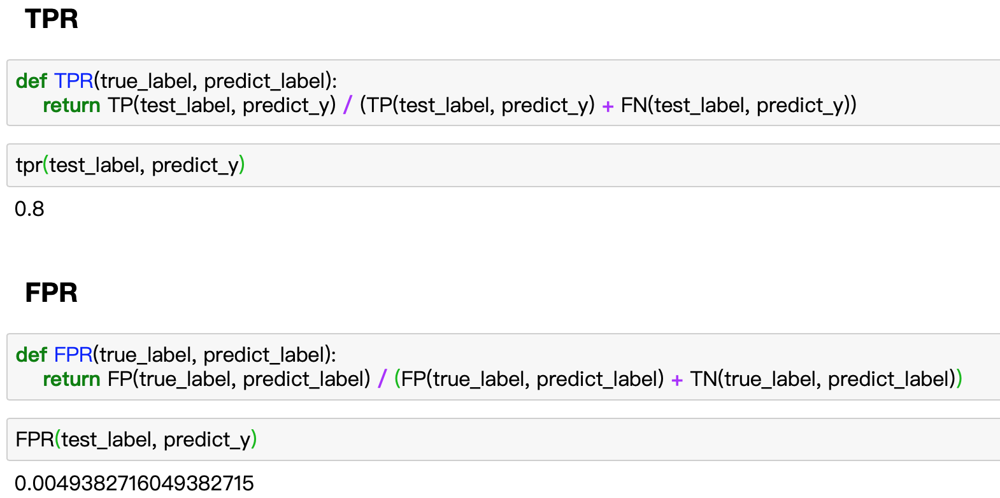 TPR
def TPR(true_label, predict_label):
return TP(test_label, predict_y) / (TP(test_label, predict_y) + FN(test_label, predict_y))
tpr(test_label, predict_y)
0.8
FPR
def FPR(true_label, predict_label):
return FP(true_label, predict_label) / (FP(true_label, predict_label) + TN(true_label, predict_label))
FPR(test_label, predict_y)
0.0049382716049382715